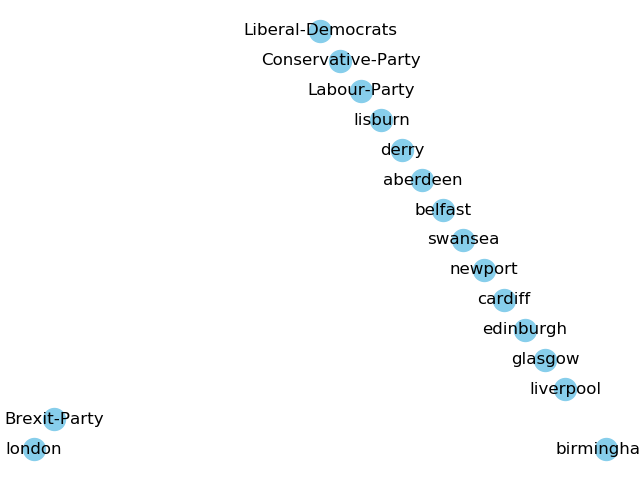 Liberal-Democrats
Conservative-Party
Labour-Party
lisburn
derry
aberdeen
belfast
swansea
newport
cardiff
edinburgh
glasgow
liverpool
Brexit-Party
london
birmingha